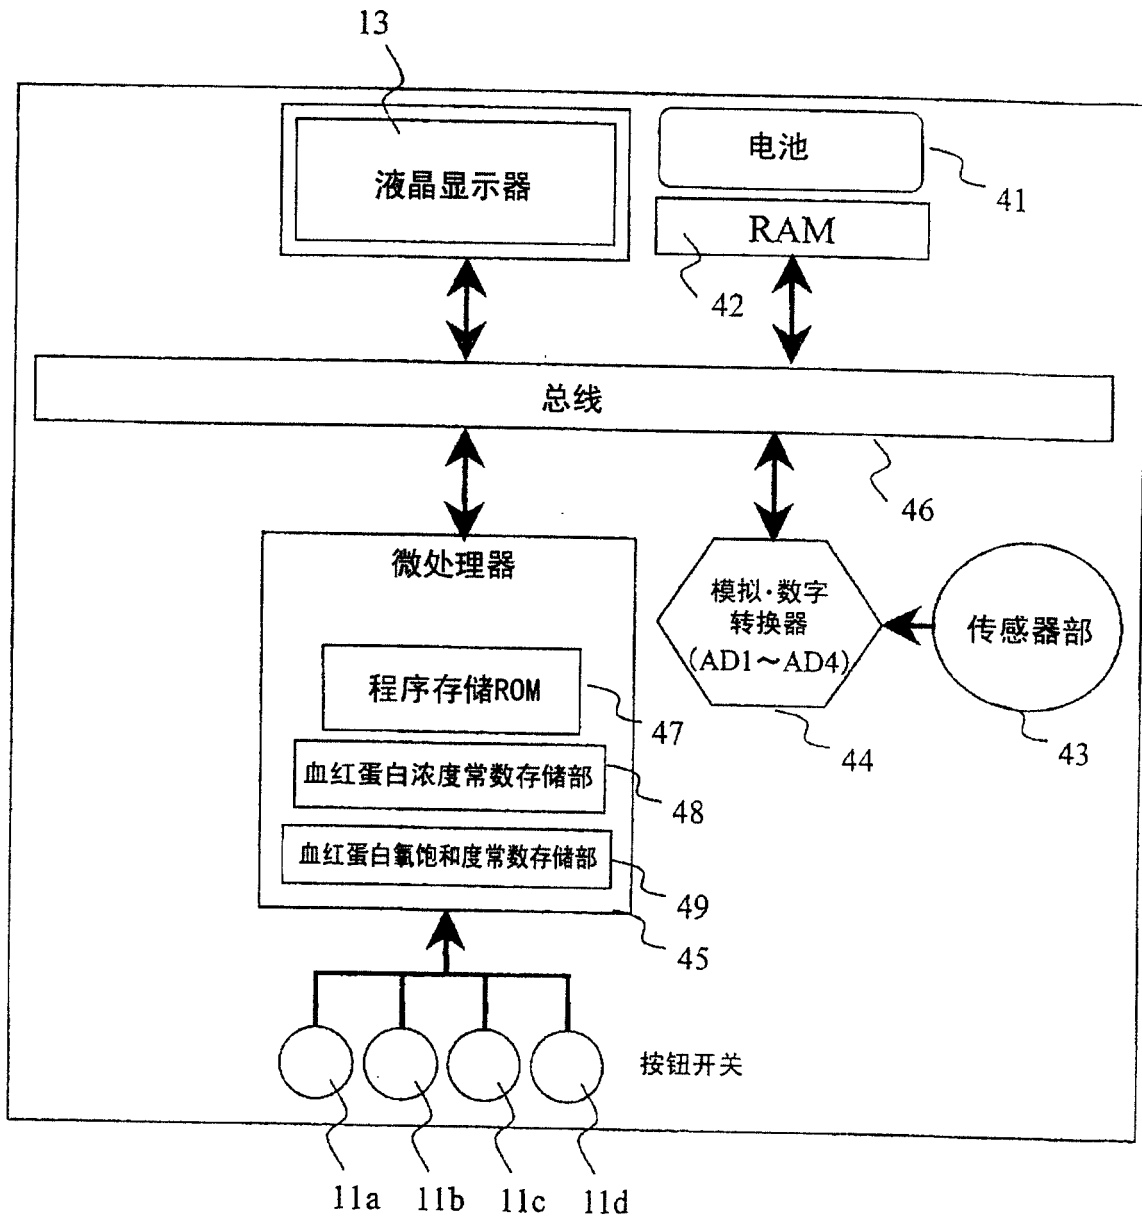 13
液晶显示器
电池
41
RAM
42
总线
46
微处理器
模拟·数字
转换器
(AD1～AD4)
传感器部
程序存储ROM
47
44
43
血红蛋白浓度常数存储部
48
血红蛋白氧饱和度常数存储部
49
45
按钮开关
11a
11b
11c
11d